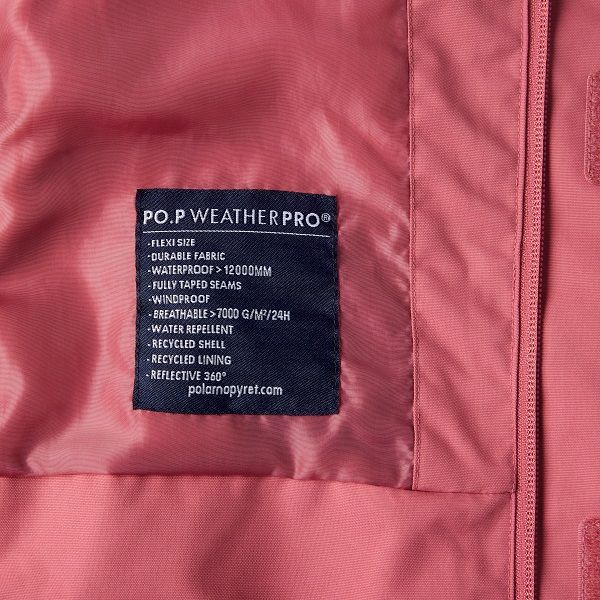 PO.P WEATHERPRO®
- FLEXI SIZE
- DURABLE FABRIC
- WATERPROOF > 12000MM
- FULLY TAPED SEAMS
- WINDPROOF
- BREATHABLE > 7000 G/M²/24H
- WATER REPELLENT
- RECYCLED SHELL
- RECYCLED LINING
- REFLECTIVE 360°
polarnopyret.com